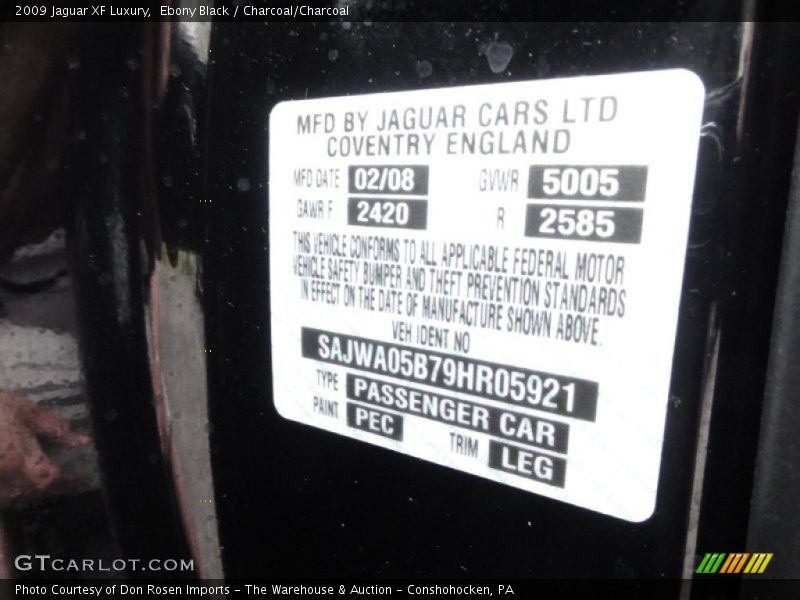 2009 Jaguar XF Luxury,  Ebony Black / Charcoal/Charcoal
MFD BY JAGUAR CARS LTD
COVENTRY ENGLAND
MFD DATE 02/08 GVWR 5005
GAWR F 2420 R 2585
THIS VEHICLE CONFORMS TO ALL APPLICABLE FEDERAL MOTOR
VEHICLE SAFETY BUMPER AND THEFT PREVENTION STANDARDS
IN EFFECT ON THE DATE OF MANUFACTURE SHOWN ABOVE.
VEH IDENT NO
SAJWA05B79HR05921
TYPE PASSENGER CAR
PAINT PEC TRIM LEG
GTCARLOT.COM
Photo Courtesy of Don Rosen Imports - The Warehouse & Auction - Conshohocken, PA